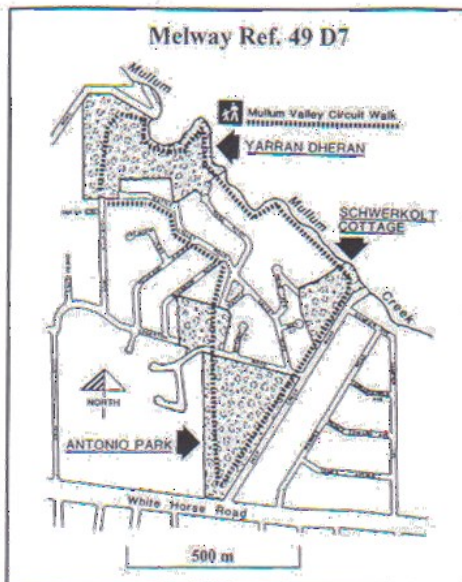 Melway Ref. 49 D7
Mullum
Mullum Valley Circuit Walk
YARRAN DHERAN
Mullum
SCHWERKOLT
COTTAGE
Creek
NORTH
ANTONIO PARK
White Horse Road
500 m